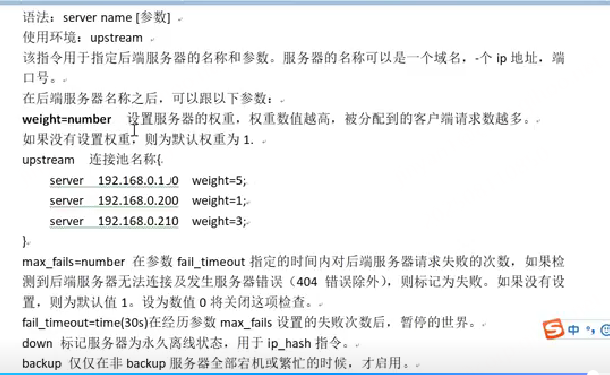 语法：server name [参数]
使用环境：upstream
该指令用于指定后端服务器的名称和参数。服务器的名称可以是一个域名，-个 ip 地址，端
口号。
在后端服务器名称之后，可以跟以下参数：
weight=number 设置服务器的权重，权重数值越高，被分配到的客户端请求数越多。
如果没有设置权重，则为默认权重为 1.
upstream 连接池名称{
server 192.168.0.100 weight=5;
server 192.168.0.200 weight=1;
server 192.168.0.210 weight=3;
}
max_fails=number 在参数 fail_timeout 指定的时间内对后端服务器请求失败的次数，如果检
测到后端服务器无法连接及发生服务器错误（404 错误除外），则标记为失败。如果没有设
置，则为默认值 1。设为数值 0 将关闭这项检查。
fail_timeout=time(30s)在经历参数 max_fails 设置的失败次数后，暂停的世界。
down 标记服务器为永久离线状态，用于 ip_hash 指令。
backup 仅仅在非 backup 服务器全部宕机或繁忙的时候，才启用。
S 中